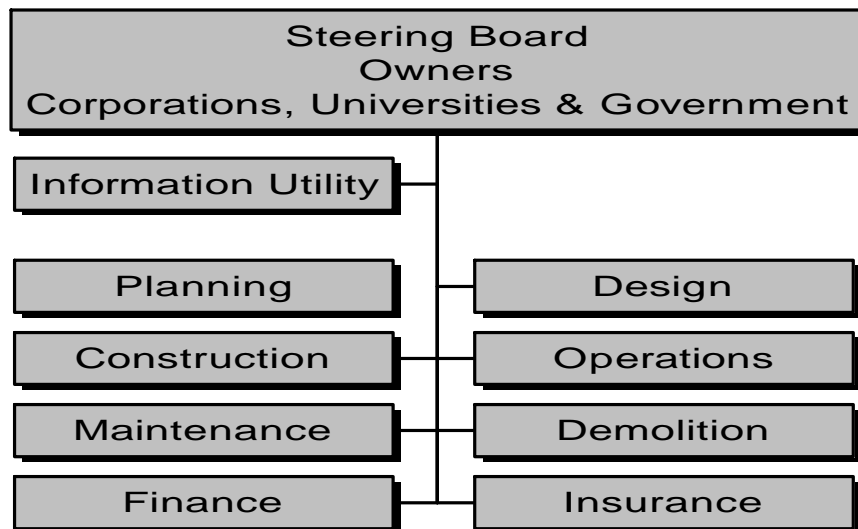 Steering Board
Owners
Corporations, Universities & Government
Information Utility
Planning
Design
Construction
Operations
Maintenance
Demolition
Finance
Insurance